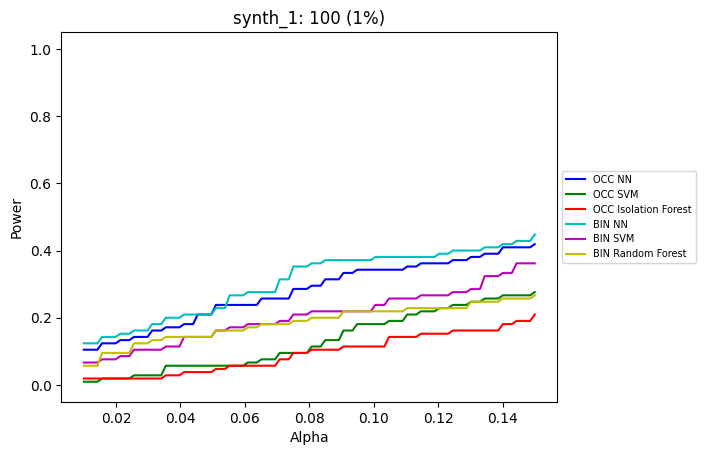 synth_1: 100 (1%)
1.0
0.8
0.6
0.4
0.2
0.0
Power
0.02
0.04
0.06
0.08
0.10
0.12
0.14
Alpha
OCC NN
OCC SVM
OCC Isolation Forest
BIN NN
BIN SVM
BIN Random Forest